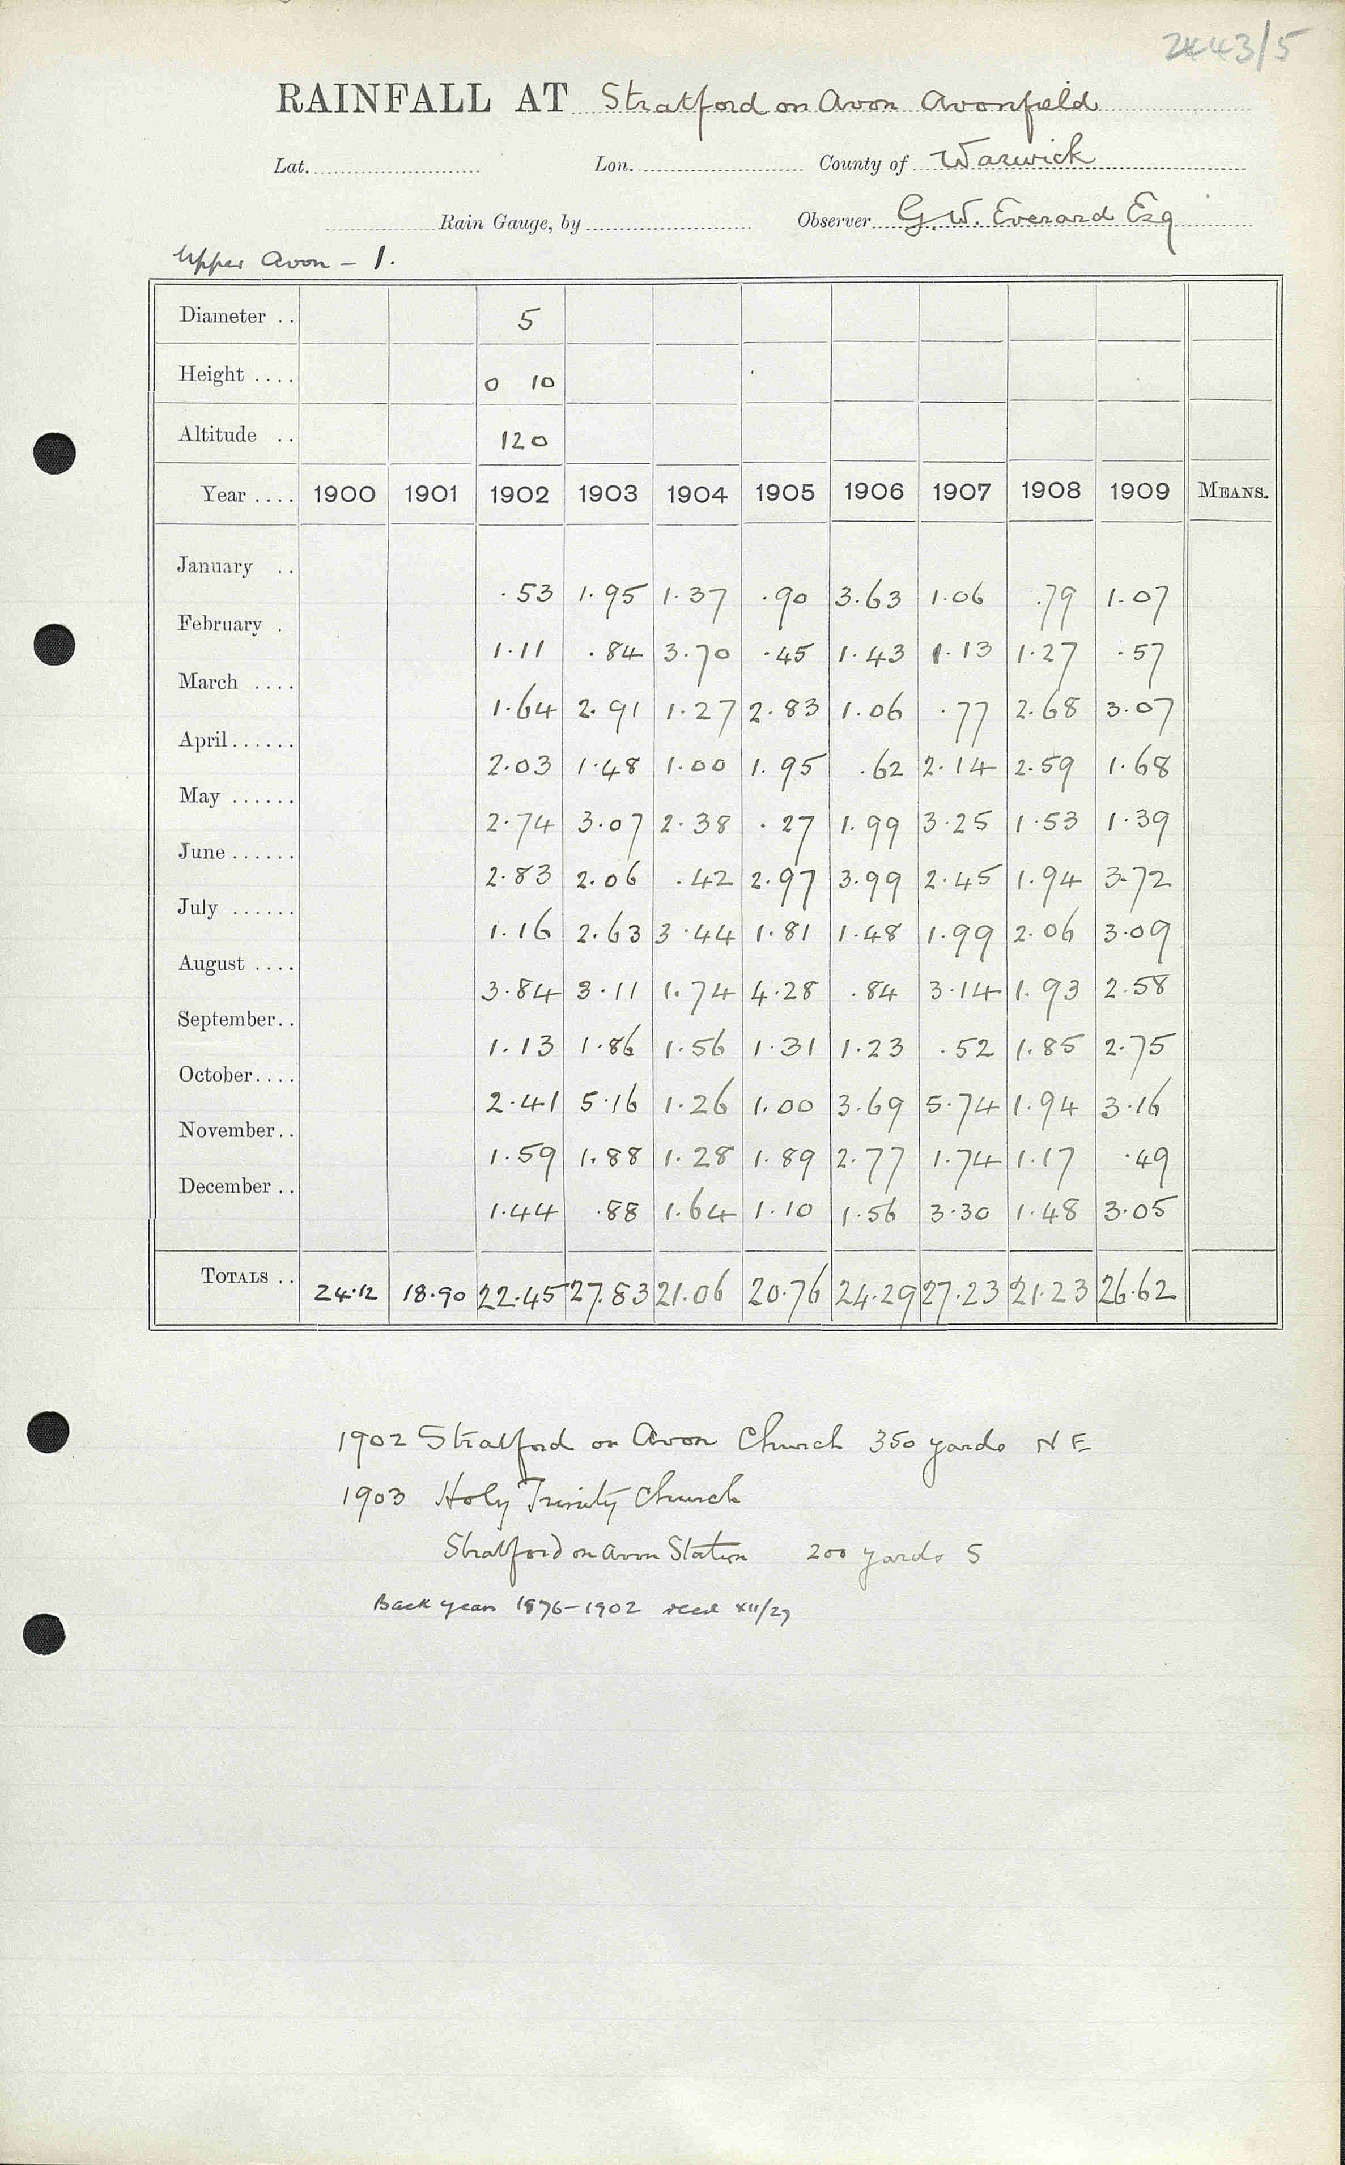 2443/5
RAINFALL AT Stratford on Avon Avonfield
Lat. Lon. County of Warwick
Rain Gauge, by Observer G. W. Everard Esq
Upper Avon – 1.
Diameter .. 5
Height .... 0 10
Altitude .. 120
Year .... 1900 1901 1902 1903 1904 1905 1906 1907 1908 1909 MEANS.
January .. .53 1.95 1.37 .90 3.63 1.06 .79 1.07
February . 1.11 .84 3.70 .45 1.43 1.13 1.27 .57
March .... 1.64 2.91 1.27 2.83 1.06 .77 2.68 3.07
April...... 2.03 1.48 1.00 1.95 .62 2.14 2.59 1.68
May ...... 2.74 3.07 2.38 .27 1.99 3.25 1.53 1.39
June ...... 2.83 2.06 .42 2.97 3.99 2.45 1.94 3.72
July ...... 1.16 2.63 3.44 1.81 1.48 1.99 2.06 3.09
August .... 3.84 3.11 1.74 4.28 .84 3.14 1.93 2.58
September.. 1.13 1.86 1.56 1.31 1.23 .52 1.85 2.75
October.... 2.41 5.16 1.26 1.00 3.69 5.74 1.94 3.16
November.. 1.59 1.88 1.28 1.89 2.77 1.74 1.17 .49
December .. 1.44 .88 1.64 1.10 1.56 3.30 1.48 3.05
TOTALS .. 24.12 18.90 22.45 27.83 21.06 20.76 24.29 27.23 21.23 26.62
1902 Stratford on Avon Church 350 yards N E
1903 Holy Trinity Church
Stratford on Avon Station 200 yards S
Back years 1876–1902 recd XII/27